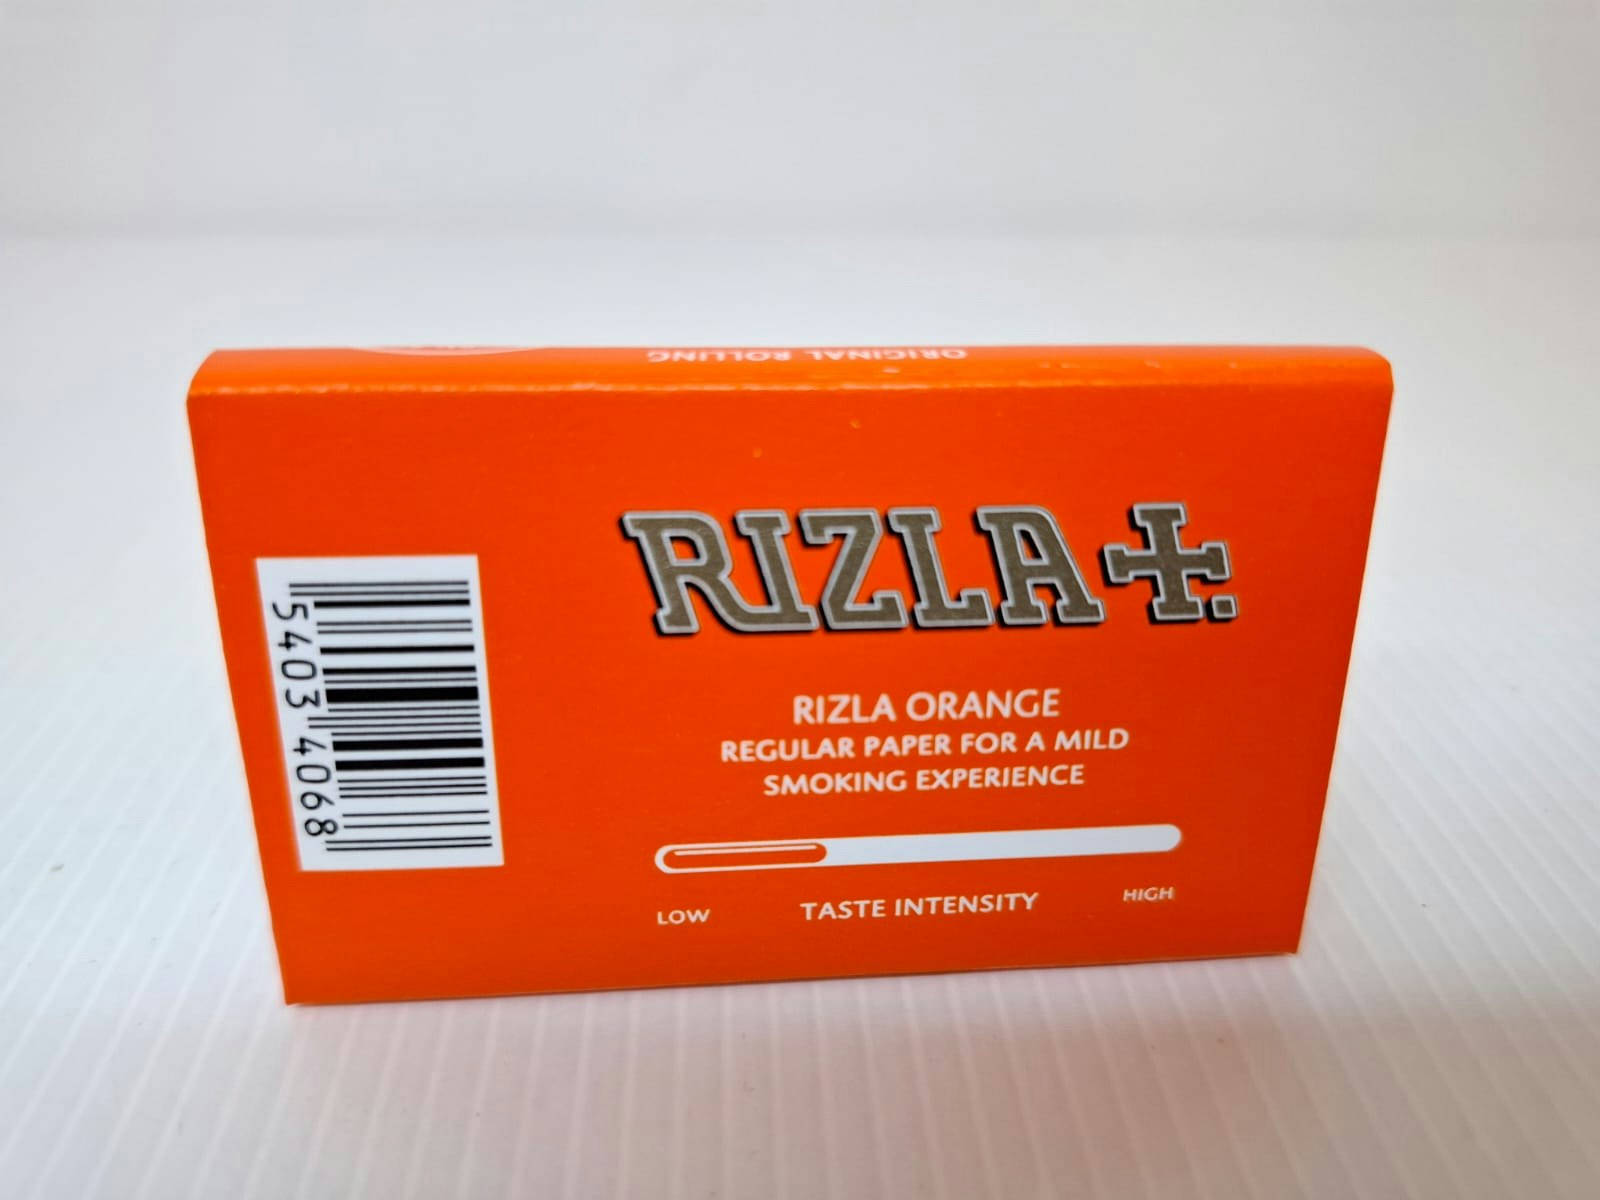 ORIGINAL ROLLING
RIZLA+.
RIZLA ORANGE
REGULAR PAPER FOR A MILD
SMOKING EXPERIENCE
LOW TASTE INTENSITY HIGH
5403 4068